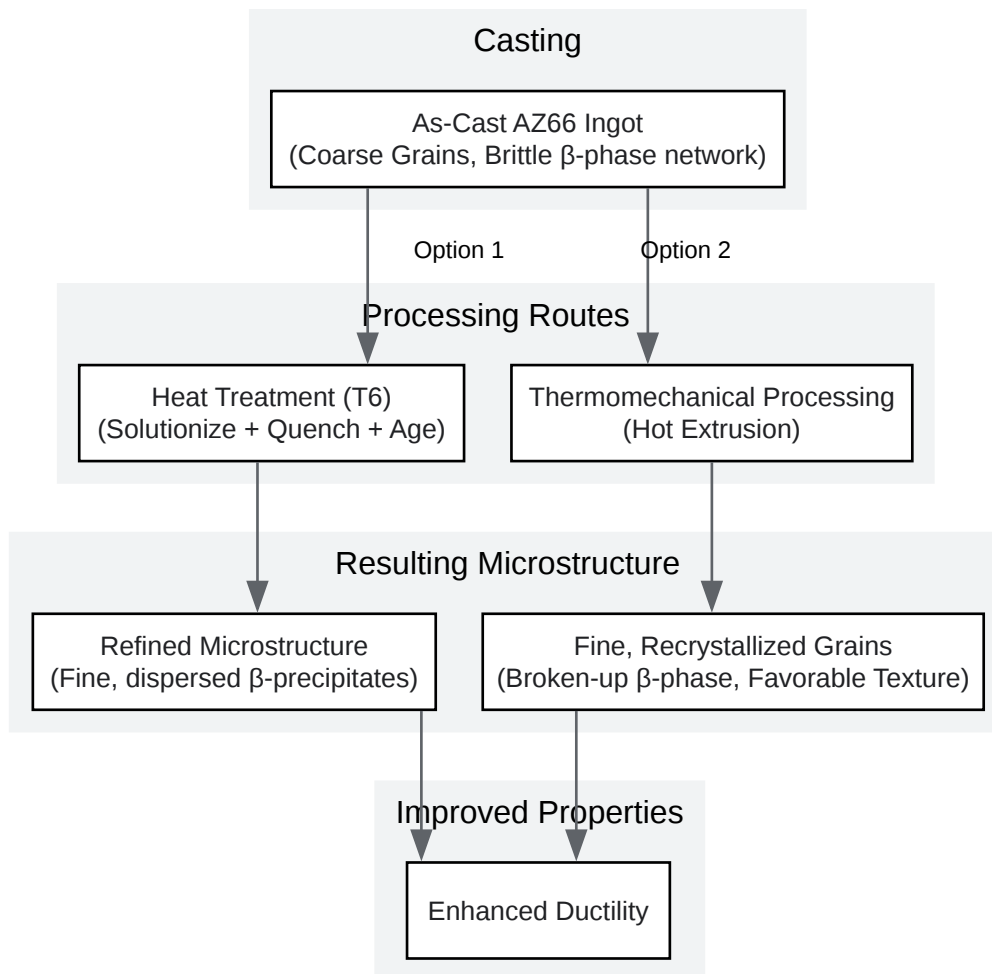 Casting
As-Cast AZ66 Ingot
(Coarse Grains, Brittle β-phase network)
Option 1
Option 2
Processing Routes
Heat Treatment (T6)
(Solutionize + Quench + Age)
Thermomechanical Processing
(Hot Extrusion)
Resulting Microstructure
Refined Microstructure
(Fine, dispersed β-precipitates)
Fine, Recrystallized Grains
(Broken-up β-phase, Favorable Texture)
Improved Properties
Enhanced Ductility